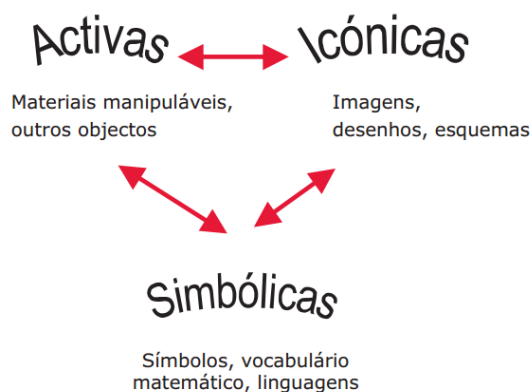 Activas
Icónicas
Materiais manipuláveis,
outros objectos
Imagens,
desenhos, esquemas
Simbólicas
Símbolos, vocabulário
matemático, linguagens